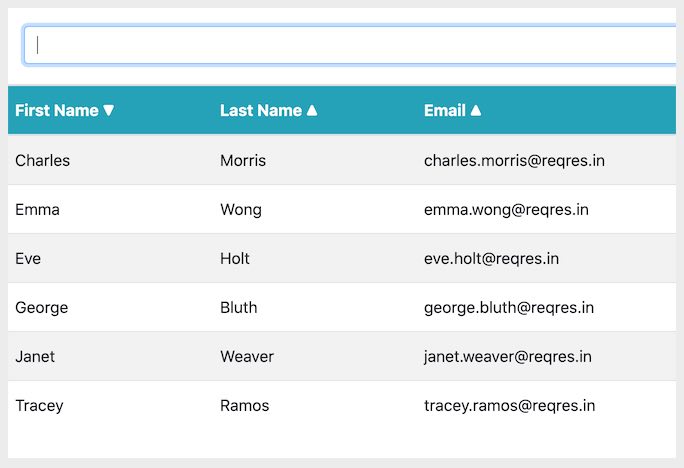 First Name ▼ Last Name ▲ Email ▲
Charles Morris charles.morris@reqres.in
Emma Wong emma.wong@reqres.in
Eve Holt eve.holt@reqres.in
George Bluth george.bluth@reqres.in
Janet Weaver janet.weaver@reqres.in
Tracey Ramos tracey.ramos@reqres.in